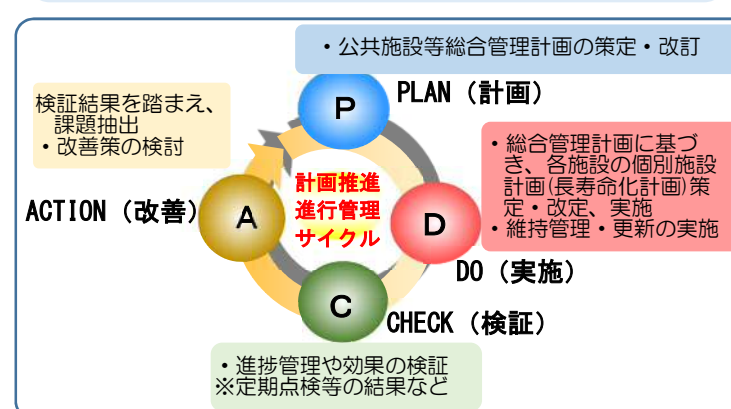 ・公共施設等総合管理計画の策定・改訂
P
PLAN（計画）
検証結果を踏まえ、
課題抽出
・改善策の検討
・総合管理計画に基づ
き、各施設の個別施設
計画(長寿命化計画)策
定・改定、実施
・維持管理・更新の実施
計画推進
進行管理
サイクル
ACTION（改善）
A
D
DO（実施）
C
CHECK（検証）
・進捗管理や効果の検証
※定期点検等の結果など